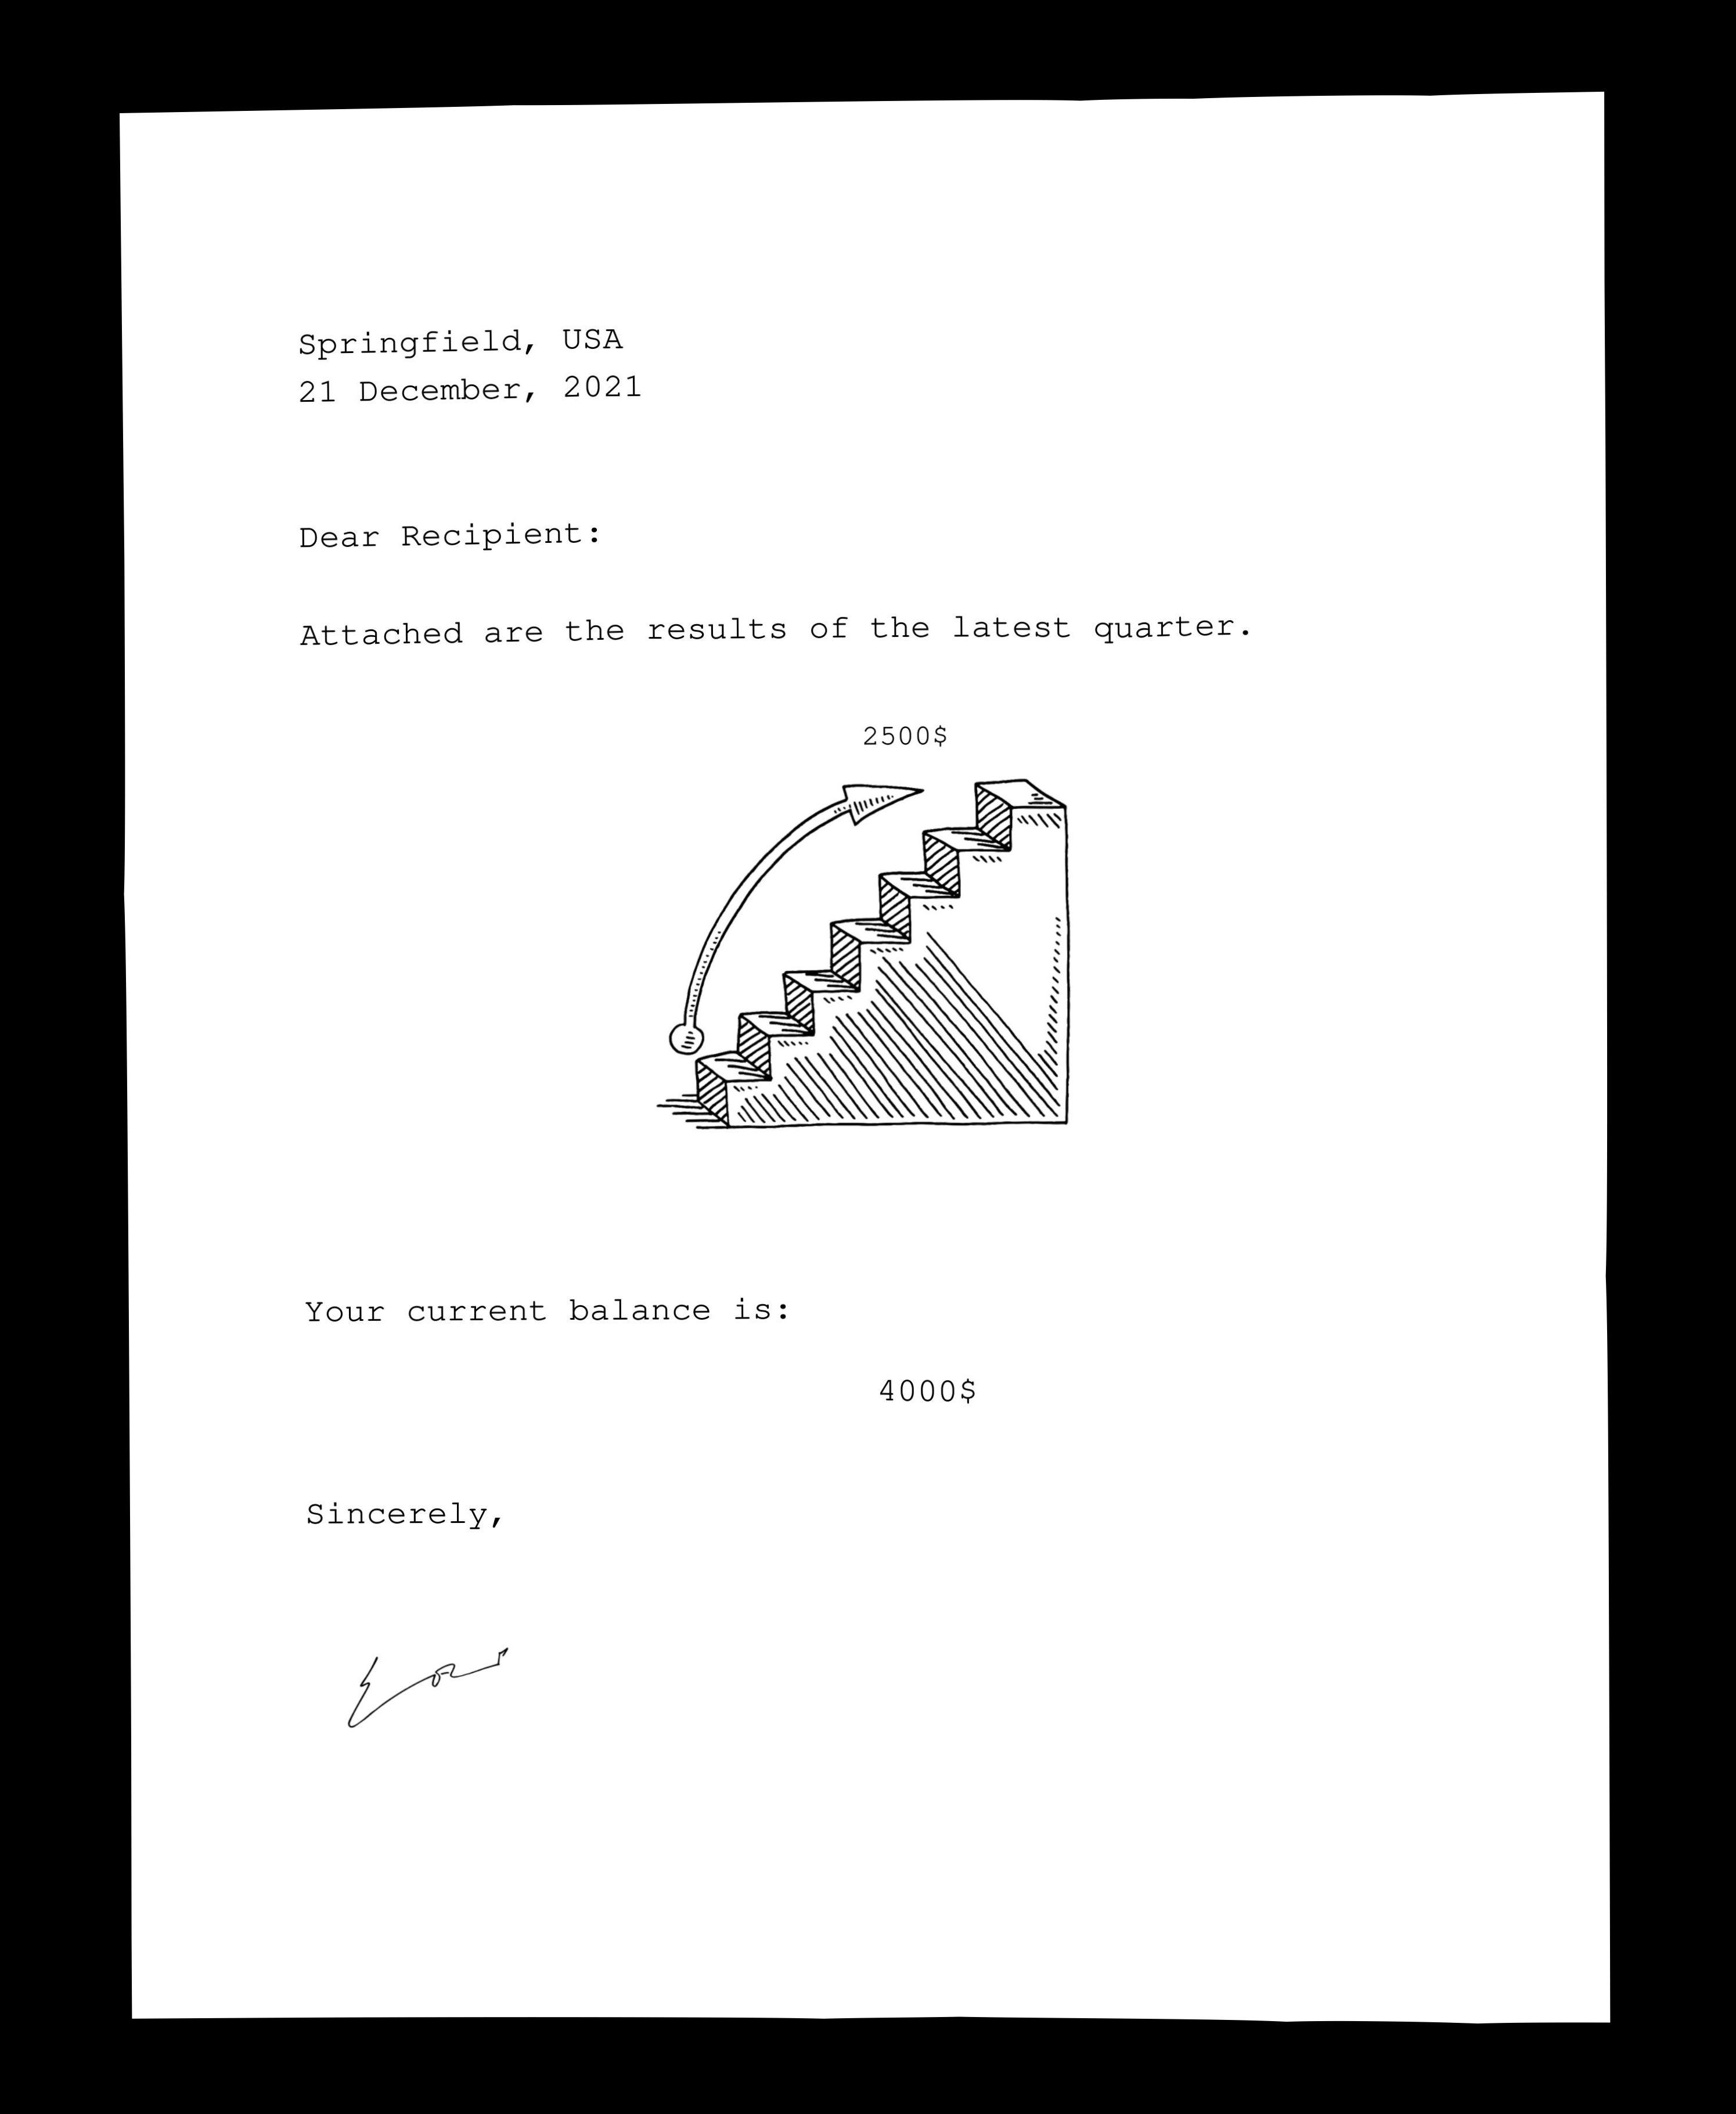 Springfield, USA
21 December, 2021
Dear Recipient:
Attached are the results of the latest quarter.
2500$
Your current balance is:
4000$
Sincerely,